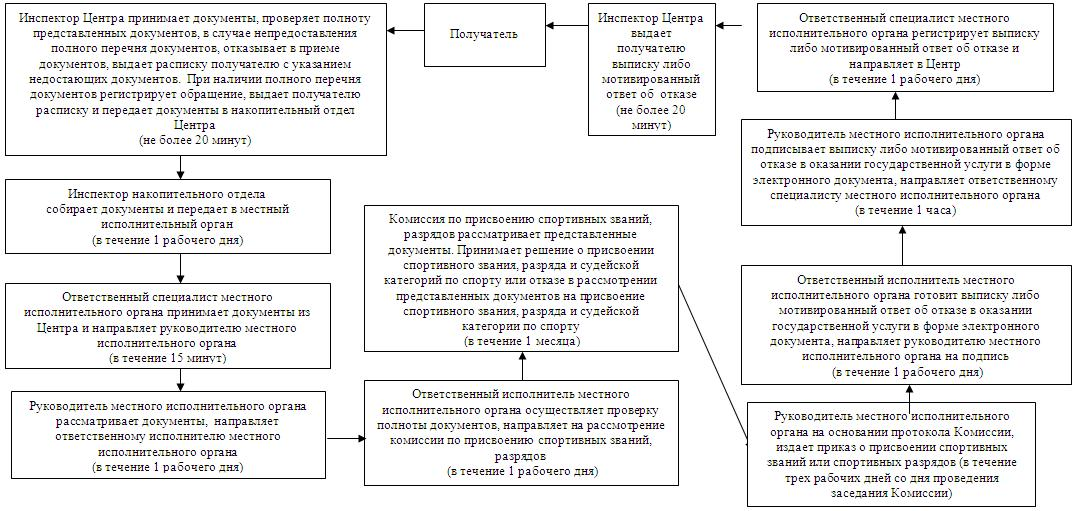 Инспектор Центра принимает документы, проверяет полноту
представленных документов, в случае непредоставления
полного перечня документов, отказывает в приеме
документов, выдает расписку получателю с указанием
недостающих документов.  При наличии полного перечня
документов регистрирует обращение, выдает получателю
расписку и передает документы в накопительный отдел
Центра
(не более 20 минут)
Получатель
Инспектор Центра
выдает
получателю
выписку либо
мотивированный
ответ об  отказе
(не более 20
минут)
Ответственный специалист местного
исполнительного органа регистрирует выписку
либо мотивированный ответ об отказе и
направляет в Центр
(в течение 1 рабочего дня)
Руководитель местного исполнительного органа
подписывает выписку либо мотивированный ответ об
отказе в оказании государственной услуги в форме
электронного документа, направляет ответственному
специалисту местного исполнительного органа
(в течение 1 часа)
Инспектор накопительного отдела
собирает документы и передает в местный
исполнительный орган
(в течение 1 рабочего дня)
Комиссия по присвоению спортивных званий,
разрядов рассматривает представленные
документы. Принимает решение о присвоении
спортивного звания, разряда и судейской
категорий по спорту или отказе в рассмотрении
представленных документов на присвоение
спортивного звания, разряда и судейской
категории по спорту
(в течение 1 месяца)
Ответственный исполнитель местного
исполнительного органа готовит выписку либо
мотивированный ответ об отказе в оказании
государственной услуги в форме электронного
документа, направляет руководителю местного
исполнительного органа на подпись
(в течение 1 рабочего дня)
Ответственный специалист местного
исполнительного органа принимает документы из
Центра и направляет руководителю местного
исполнительного органа
(в течение 15 минут)
Руководитель местного исполнительного органа
рассматривает документы,  направляет
ответственному исполнителю местного
исполнительного органа
(в течение 1 рабочего дня)
Ответственный исполнитель местного
исполнительного органа осуществляет проверку
полноты документов, направляет на рассмотрение
комиссии по присвоению спортивных званий,
разрядов
(в течение 1 рабочего дня)
Руководитель местного исполнительного
органа на основании протокола Комиссии,
издает приказ о присвоении спортивных
званий или спортивных разрядов (в течение
трех рабочих дней со дня проведения
заседания Комиссии)